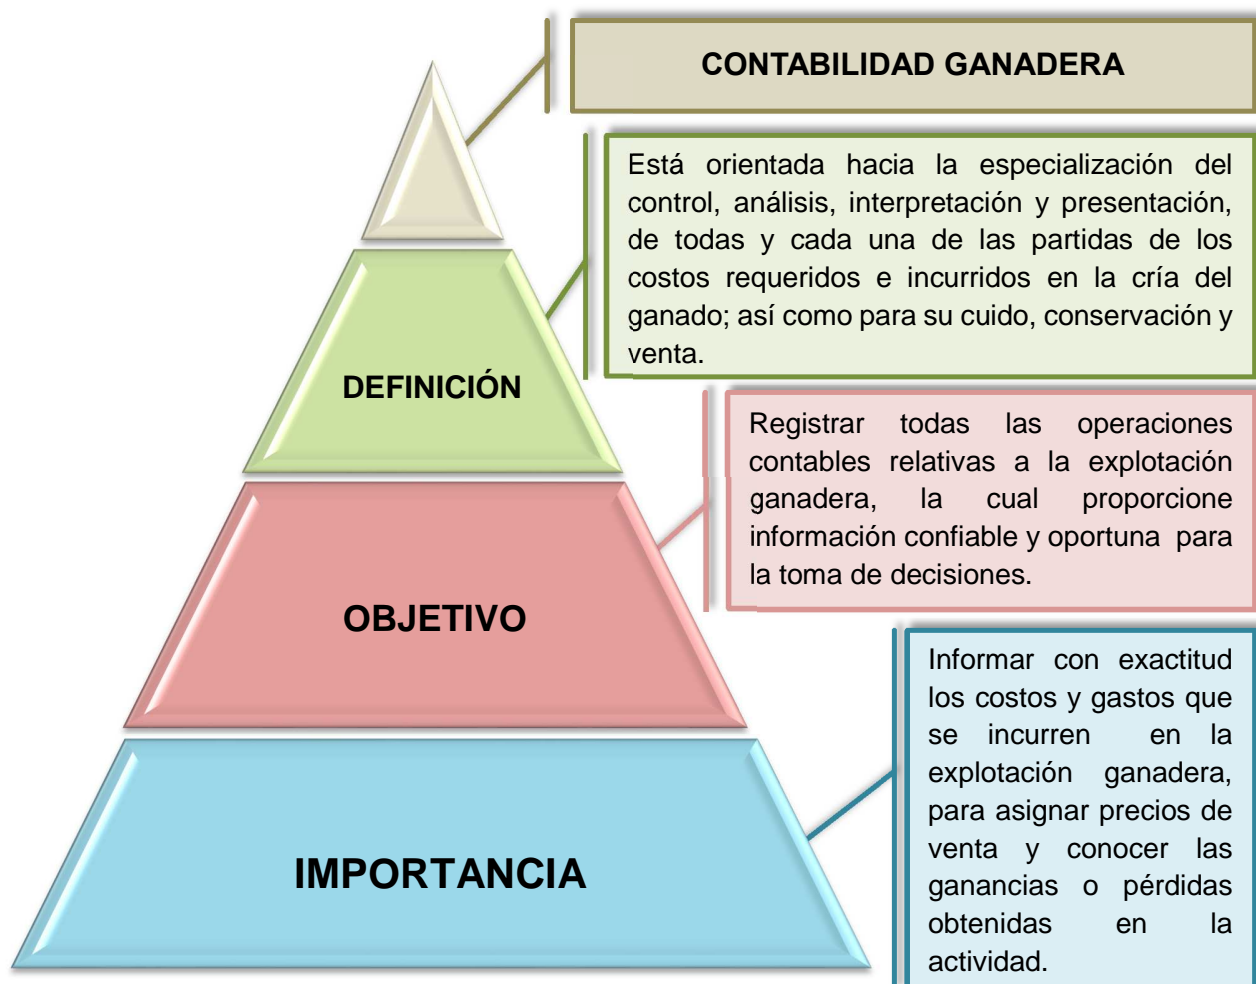 CONTABILIDAD GANADERA
Está orientada hacia la especialización del
control, análisis, interpretación y presentación,
de todas y cada una de las partidas de los
costos requeridos e incurridos en la cría del
ganado; así como para su cuido, conservación y
venta.
DEFINICIÓN
Registrar todas las operaciones
contables relativas a la explotación
ganadera, la cual proporcione
información confiable y oportuna para
la toma de decisiones.
OBJETIVO
Informar con exactitud
los costos y gastos que
se incurren en la
explotación ganadera,
para asignar precios de
venta y conocer las
ganancias o pérdidas
obtenidas en la
actividad.
IMPORTANCIA